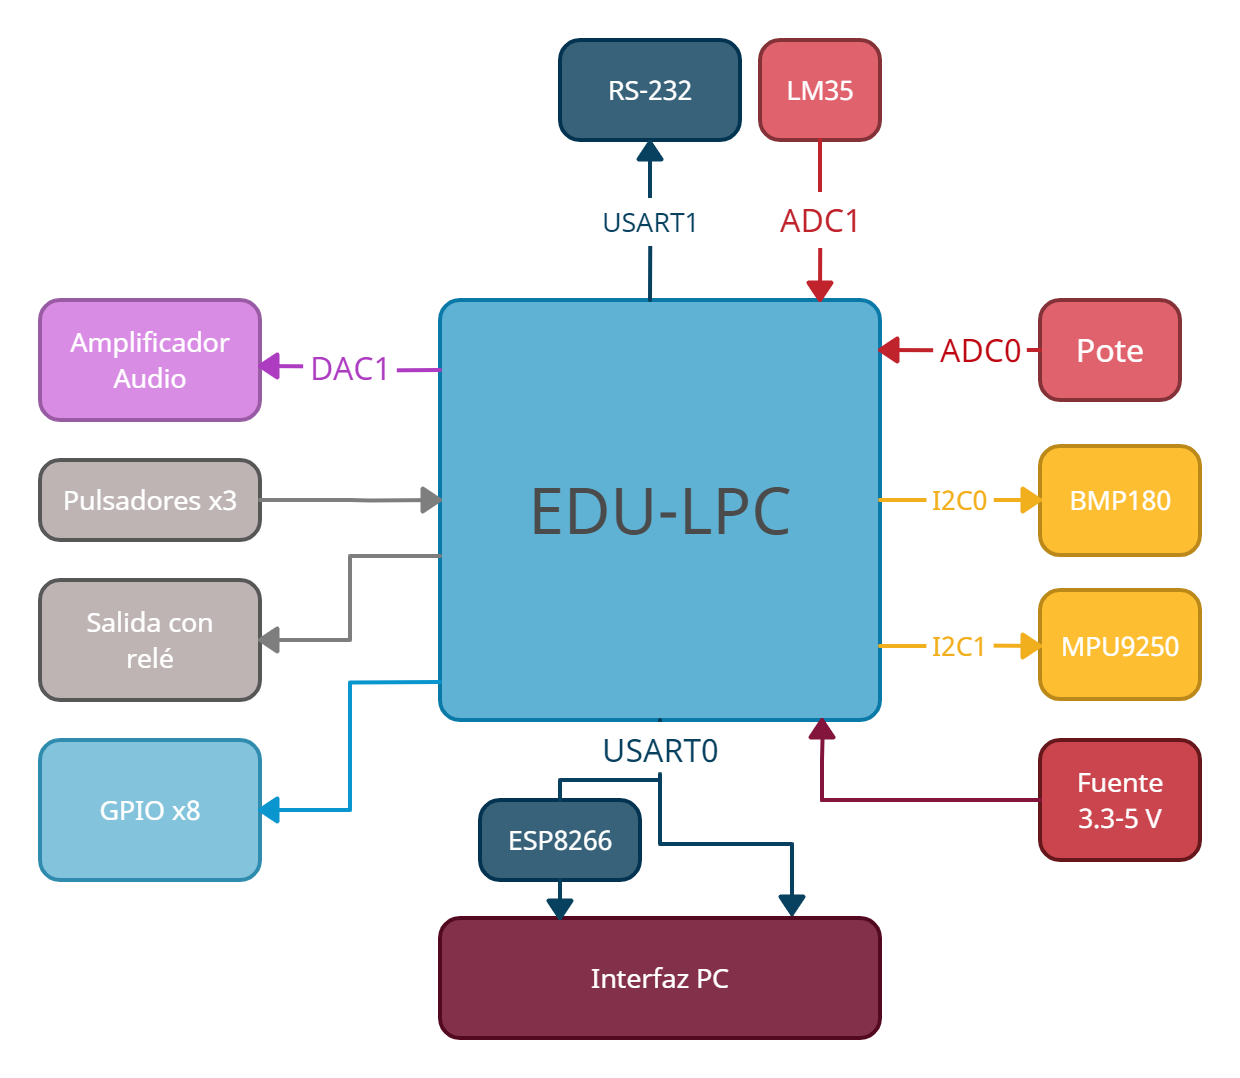 RS-232
LM35
USART1
ADC1
Amplificador
Audio
DAC1
ADC0
Pote
Pulsadores x3
EDU-LPC
I2C0
BMP180
Salida con
relé
I2C1
MPU9250
USART0
GPIO x8
Fuente
3.3-5 V
ESP8266
Interfaz PC